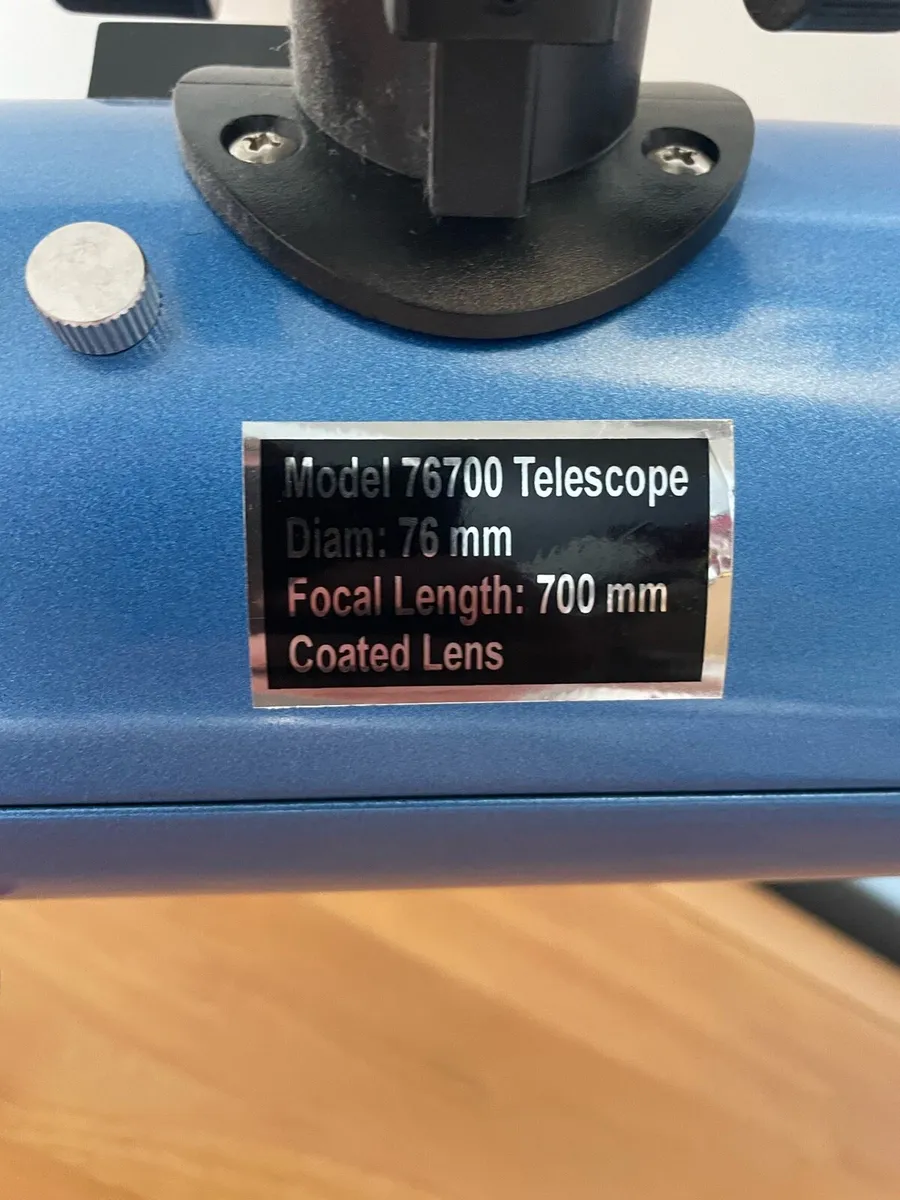 Model 76700 Telescope
Diam: 76 mm
Focal Length: 700 mm
Coated Lens